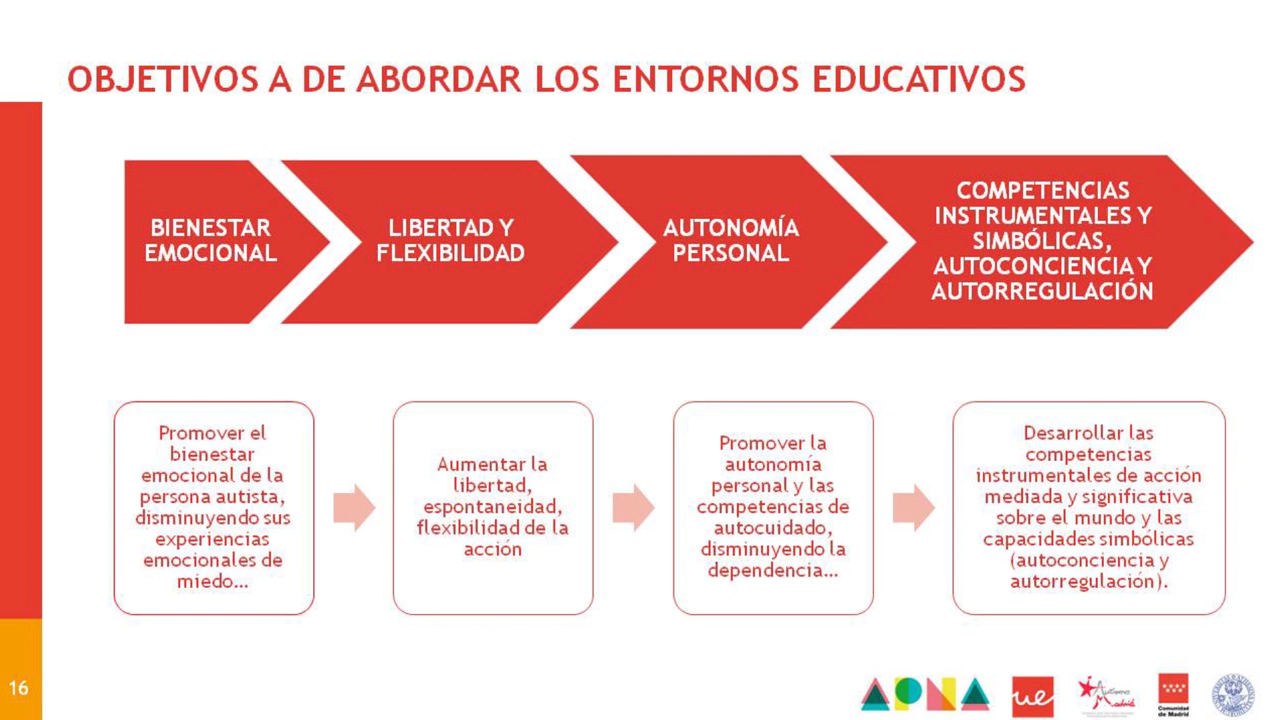 OBJETIVOS A DE ABORDAR LOS ENTORNOS EDUCATIVOS
BIENESTAR
EMOCIONAL
LIBERTAD Y
FLEXIBILIDAD
AUTONOMÍA
PERSONAL
COMPETENCIAS
INSTRUMENTALES Y
SIMBÓLICAS,
AUTOCONCIENCIA Y
AUTORREGULACIÓN
Promover el
bienestar
emocional de la
persona autista,
disminuyendo sus
experiencias
emocionales de
miedo...
Aumentar la
libertad,
espontaneidad,
flexibilidad de la
acción
Promover la
autonomía
personal y las
competencias de
autocuidado,
disminuyendo la
dependencia...
Desarrollar las
competencias
instrumentales de acción
mediada y significativa
sobre el mundo y las
capacidades simbólicas
(autoconciencia y
autorregulación).
16
APNA
ue
Autismo
Madrid
Comunidad
de Madrid